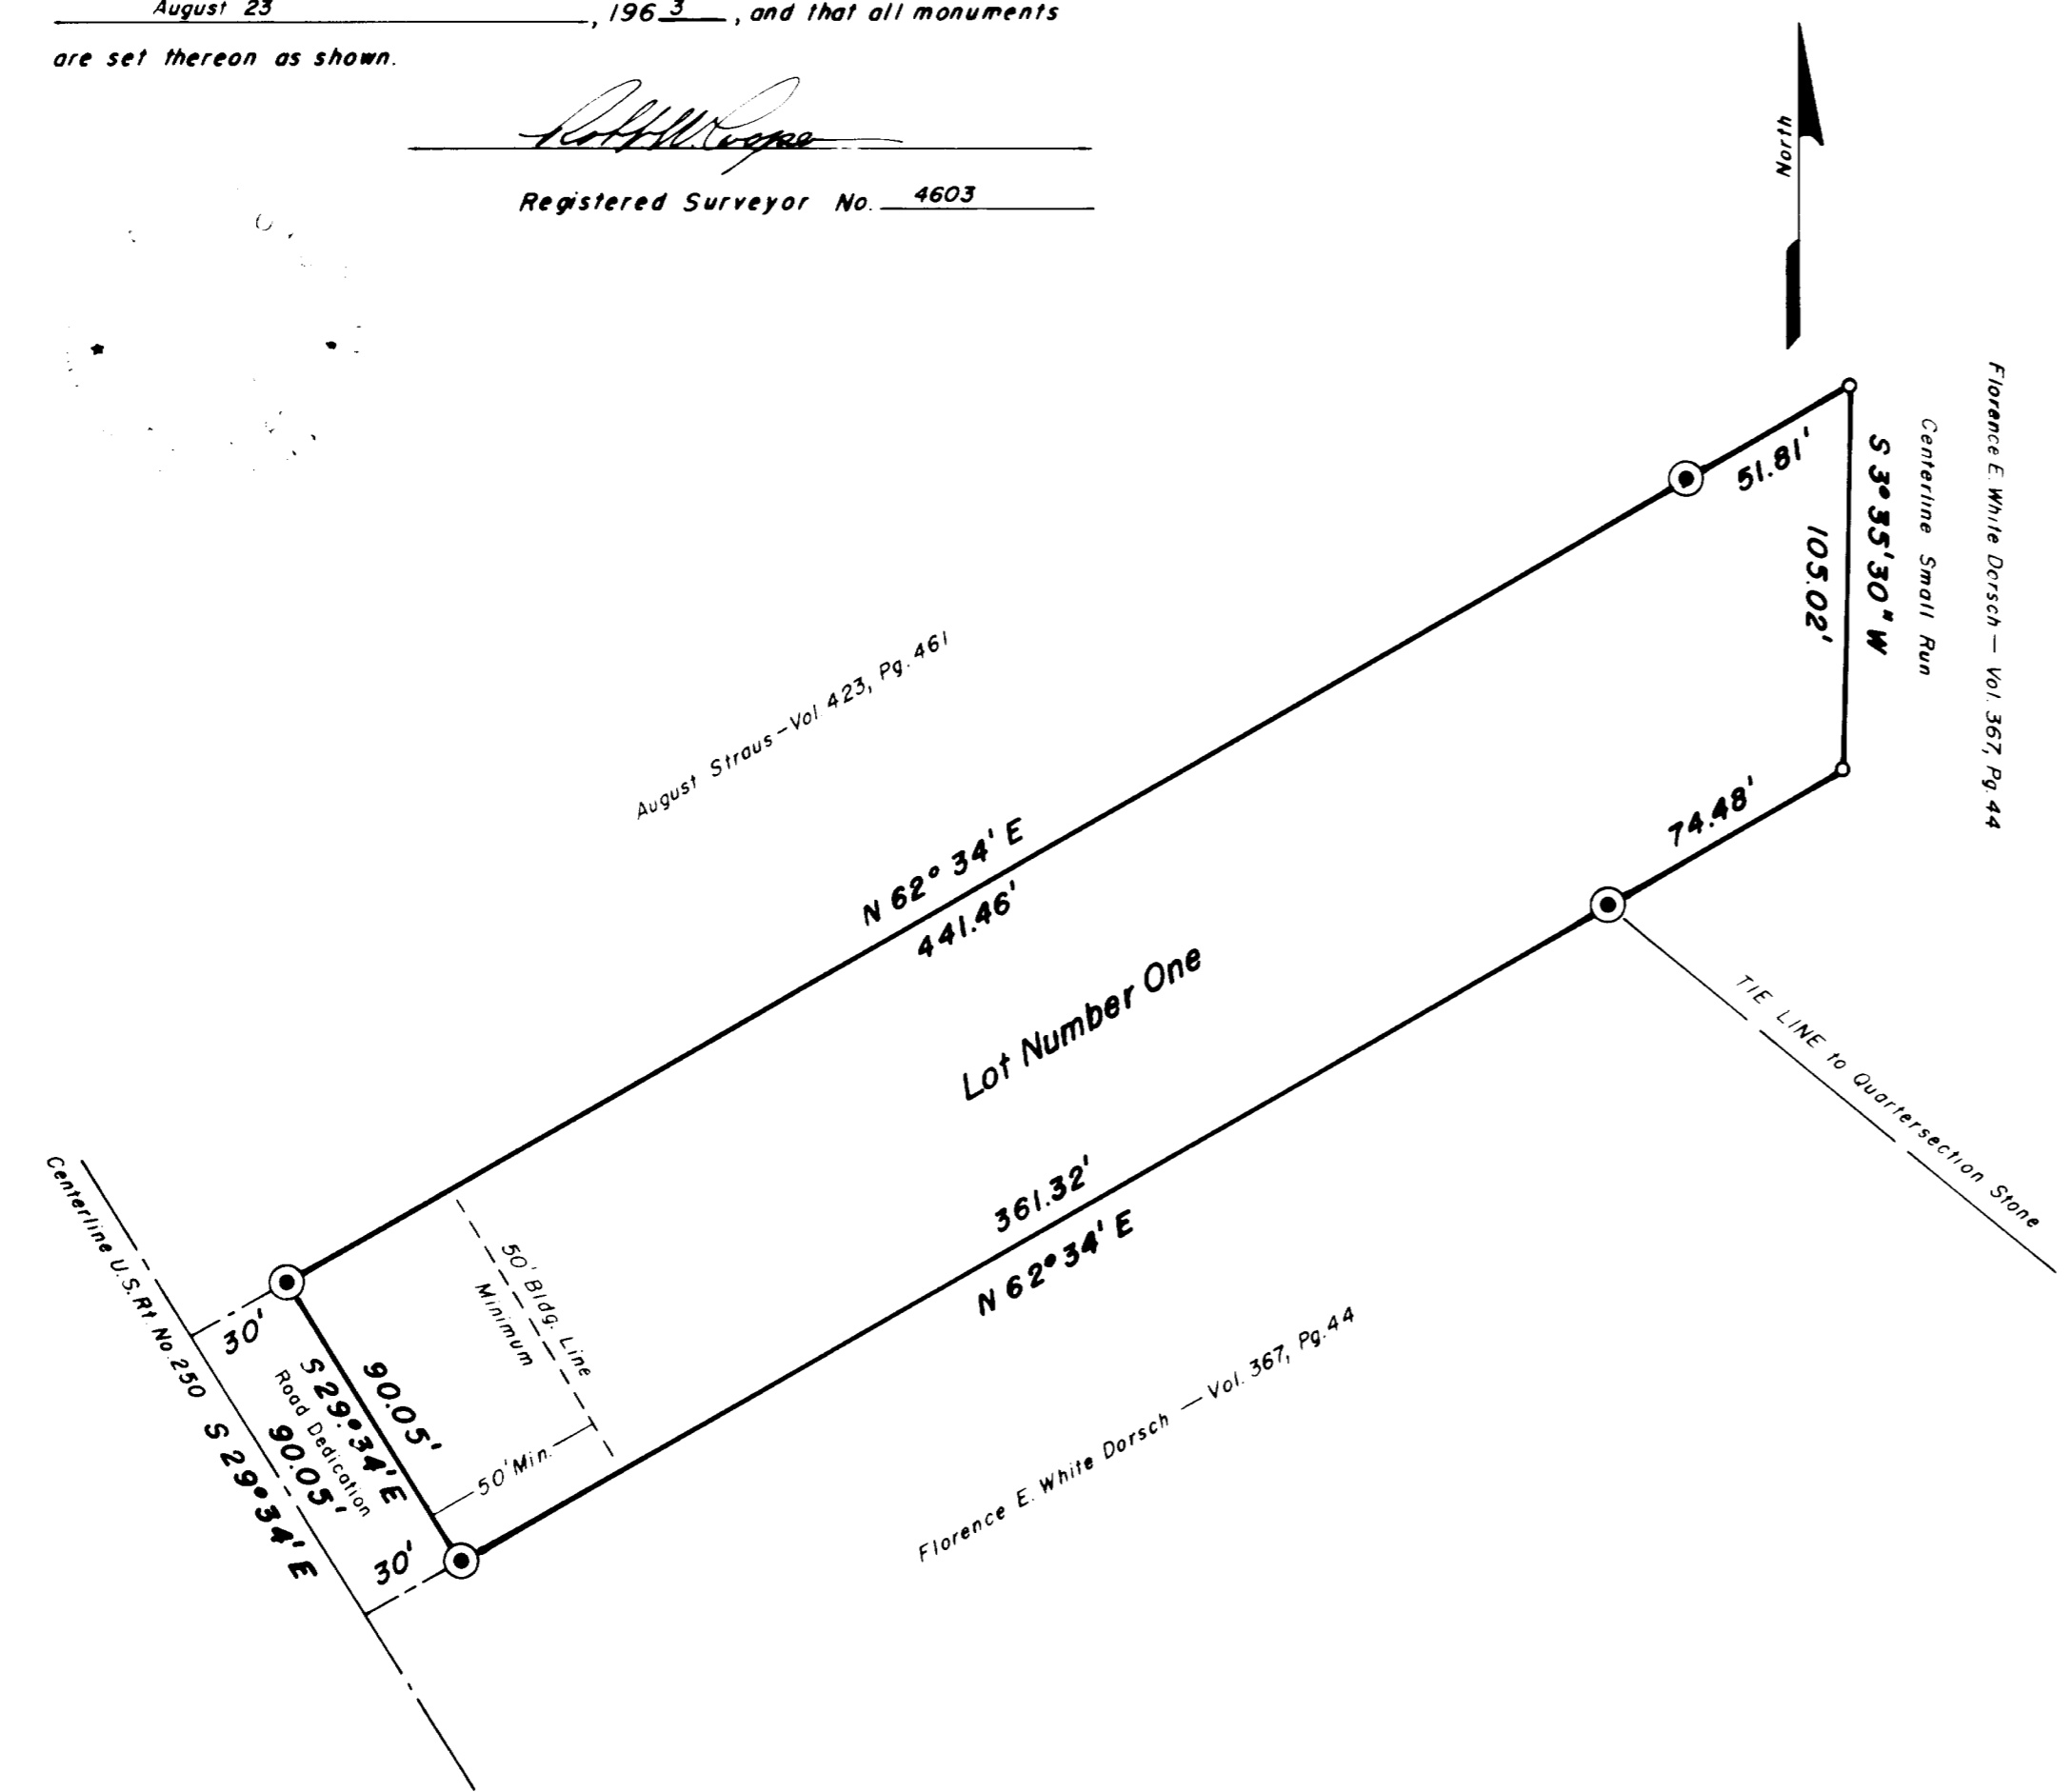 August 23, 1963, and that all monuments
are set thereon as shown.
Registered Surveyor No. 4603
North
Florence E. White Dorsch — Vol. 367, Pg. 44
Centerline Small Run
S 3° 35' 30" W
105.02'
51.81'
August Straus – Vol. 423, Pg. 461
N 62° 34' E
441.46'
74.48'
Lot Number One
TIE LINE to Quartersection Stone
361.32'
N 62° 34' E
Florence E. White Dorsch — Vol. 367, Pg. 44
50' Bldg. Line
Minimum
50' Min.
30'
90.05'
S 29° 34' E
Road Dedication
90.05'
30'
Centerline U.S. Rt. No. 250 S 29° 34' E